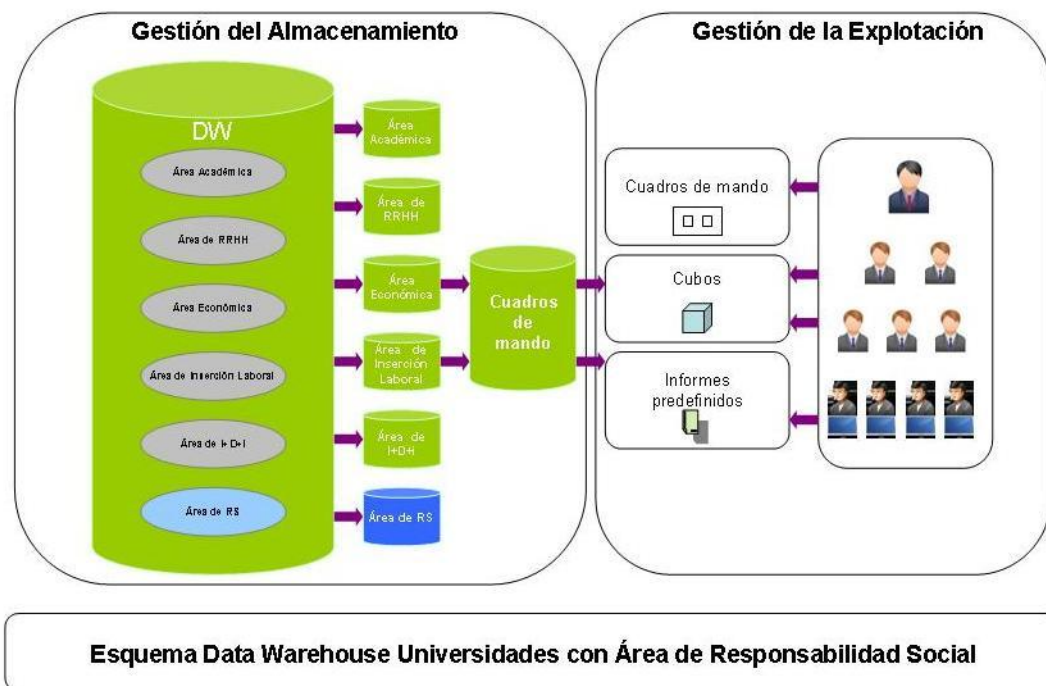 Gestión del Almacenamiento
DW
Área Académica
Área de RRHH
Área Económica
Área de Inserción Laboral
Área de I+D+I
Área de RS
Área
Académica
Área de
RRHH
Área
Económica
Área de
Inserción
Laboral
Área de
I+D+I
Área de RS
Cuadros
de
mando
Gestión de la Explotación
Cuadros de mando
Cubos
Informes
predefinidos
Esquema Data Warehouse Universidades con Área de Responsabilidad Social